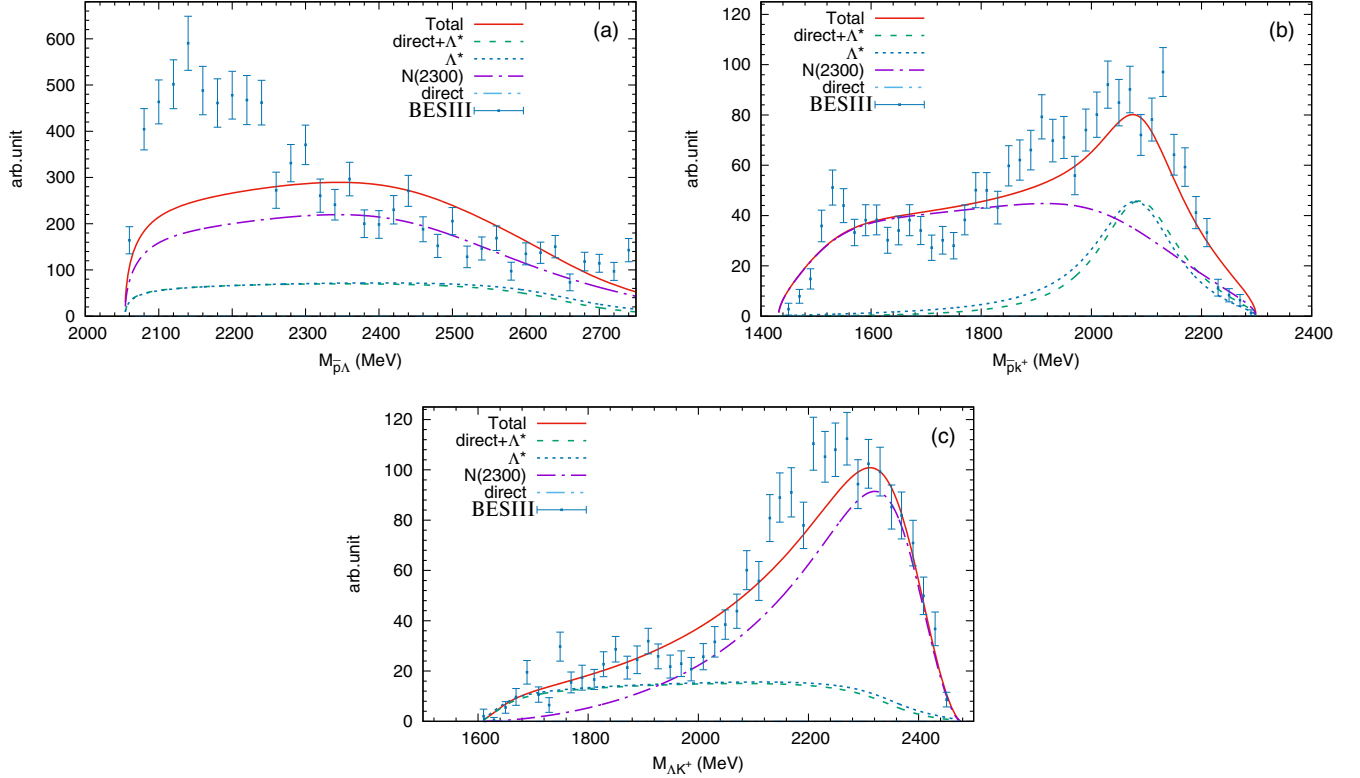 (a)
Total
direct+Λ*
Λ*
N(2300)
direct
BESIII
arb.unit
600
500
400
300
200
100
0
2000 2100 2200 2300 2400 2500 2600 2700
M_p̅Λ (MeV)
(b)
Total
direct+Λ*
Λ*
N(2300)
direct
BESIII
arb.unit
120
100
80
60
40
20
0
1400 1600 1800 2000 2200 2400
M_p̅k⁺ (MeV)
(c)
Total
direct+Λ*
Λ*
N(2300)
direct
BESIII
arb.unit
120
100
80
60
40
20
0
1600 1800 2000 2200 2400
M_ΛK⁺ (MeV)